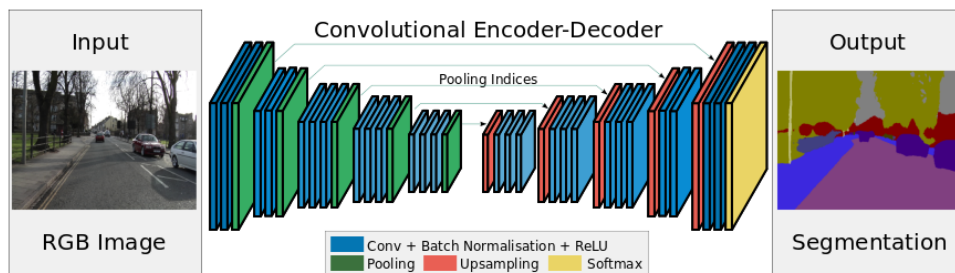 Input
Convolutional Encoder-Decoder
Output
Pooling Indices
RGB Image
Segmentation
Conv + Batch Normalisation + ReLU
Pooling
Upsampling
Softmax